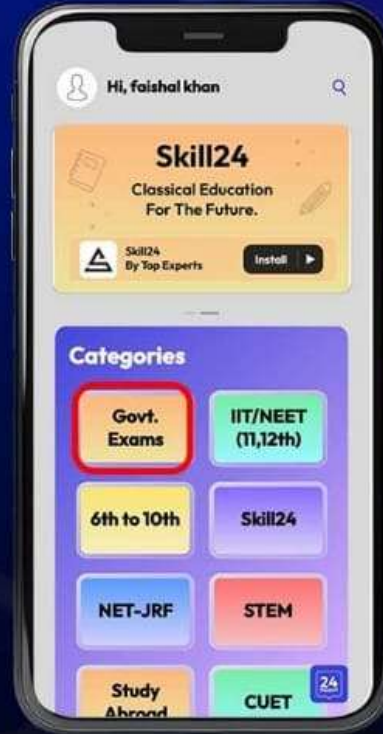 Hi, faishal khan
Skill24
Classical Education
For The Future.
Skill24
By Top Experts
Install
Categories
Govt.
Exams
IIT/NEET
(11,12th)
6th to 10th
Skill24
NET-JRF
STEM
Study
Abroad
CUET
24